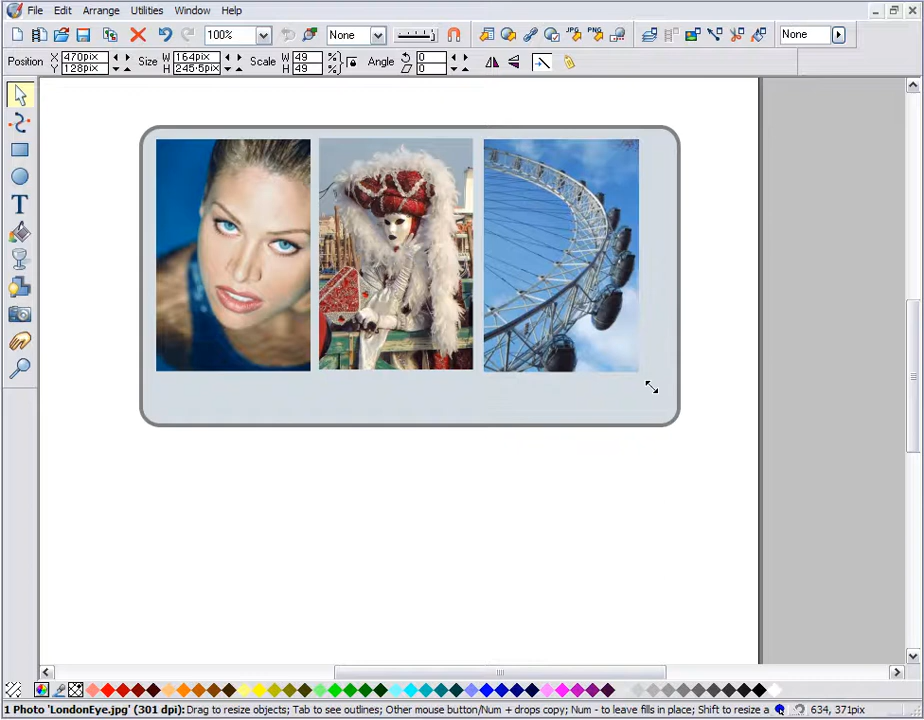 File Edit Arrange Utilities Window Help
100% None JPG PNG None
Position X 470pix Size W 164pix Scale W 49 % Angle 0
Y 128pix H 245·5pix H 49 % 0
T
1 Photo 'LondonEye.jpg' (301 dpi): Drag to resize objects; Tab to see outlines; Other mouse button/Num + drops copy; Num - to leave fills in place; Shift to resize a 634, 371pix